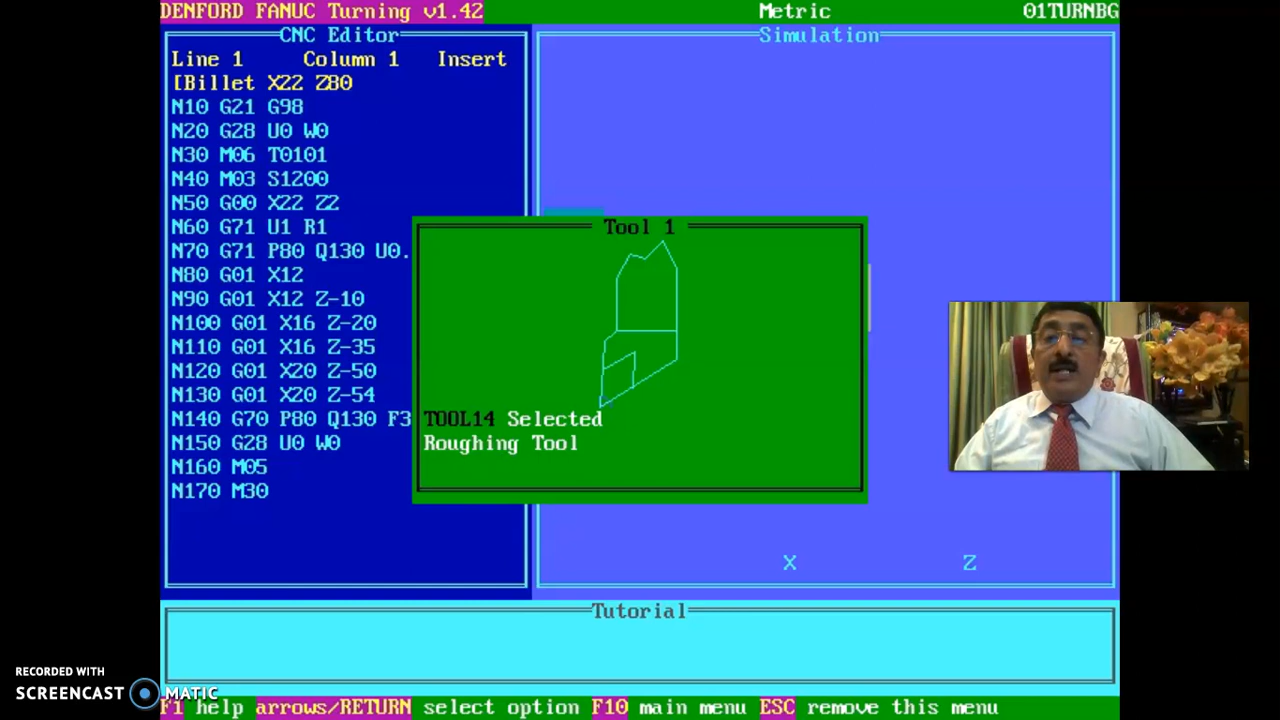 DENFORD FANUC Turning v1.42 Metric 01TURNBG
CNC Editor
Simulation
Line 1 Column 1 Insert
[Billet X22 Z80
N10 G21 G98
N20 G28 U0 W0
N30 M06 T0101
N40 M03 S1200
N50 G00 X22 Z2
N60 G71 U1 R1
N70 G71 P80 Q130 U0.
N80 G01 X12
N90 G01 X12 Z-10
N100 G01 X16 Z-20
N110 G01 X16 Z-35
N120 G01 X20 Z-50
N130 G01 X20 Z-54
N140 G70 P80 Q130 F3
N150 G28 U0 W0
N160 M05
N170 M30
Tool 1
TOOL14 Selected
Roughing Tool
X Z
Tutorial
RECORDED WITH
SCREENCAST MATIC
F1 help arrows/RETURN select option F10 main menu ESC remove this menu